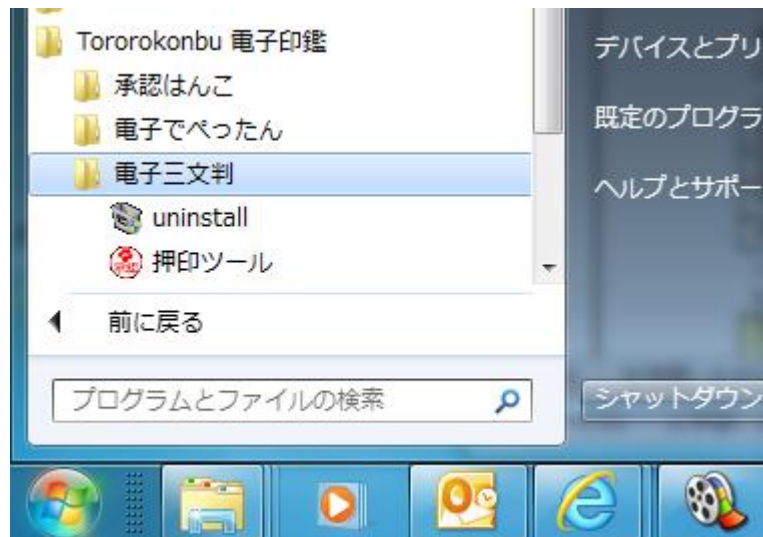 Tororokonbu 電子印鑑
承認はんこ
電子でぺったん
電子三文判
uninstall
押印ツール
前に戻る
プログラムとファイルの検索
デバイスとプリ
既定のプログラ
ヘルプとサポー
シャットダウン